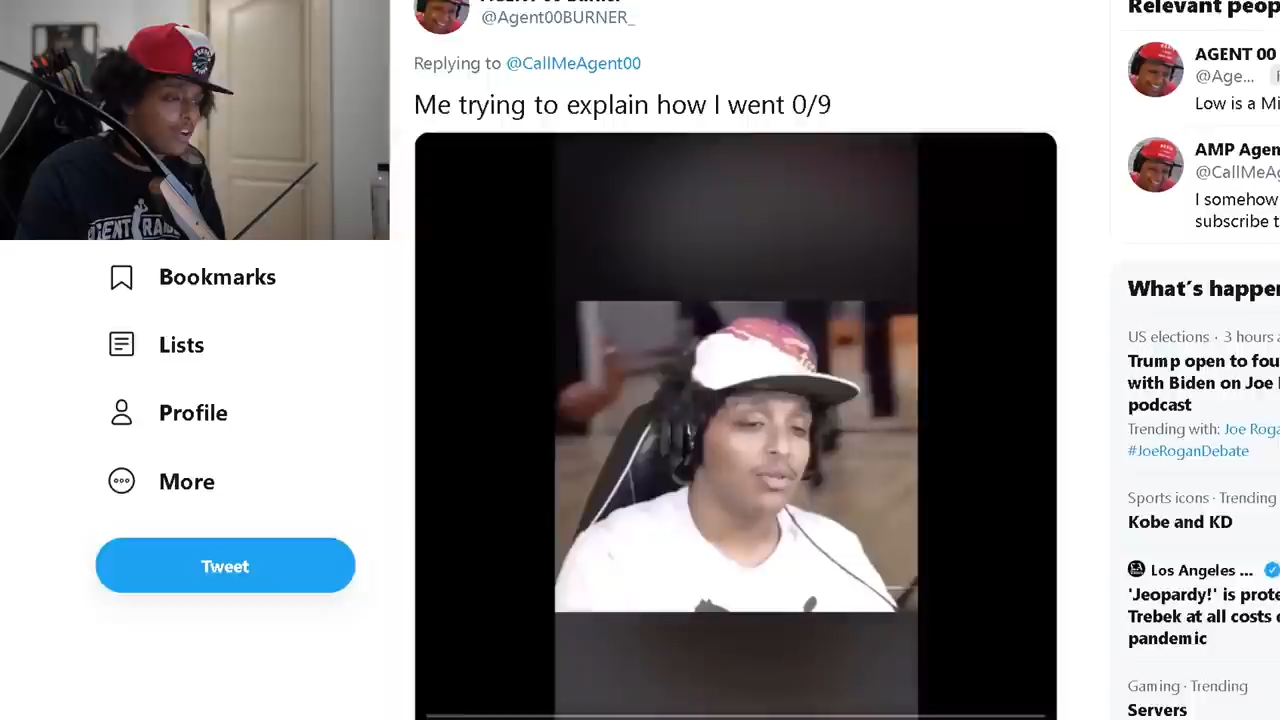 @Agent00BURNER_
Replying to @CallMeAgent00
Me trying to explain how I went 0/9
Bookmarks
Lists
Profile
More
Tweet
Relevant peop
AGENT 00
@Age...
Low is a Mi
AMP Agen
@CallMeAg
I somehow
subscribe t
What's happen
US elections · 3 hours a
Trump open to fou
with Biden on Joe
podcast
Trending with: Joe Roga
#JoeRoganDebate
Sports icons · Trending
Kobe and KD
Los Angeles ...
'Jeopardy!' is prote
Trebek at all costs
pandemic
Gaming · Trending
Servers